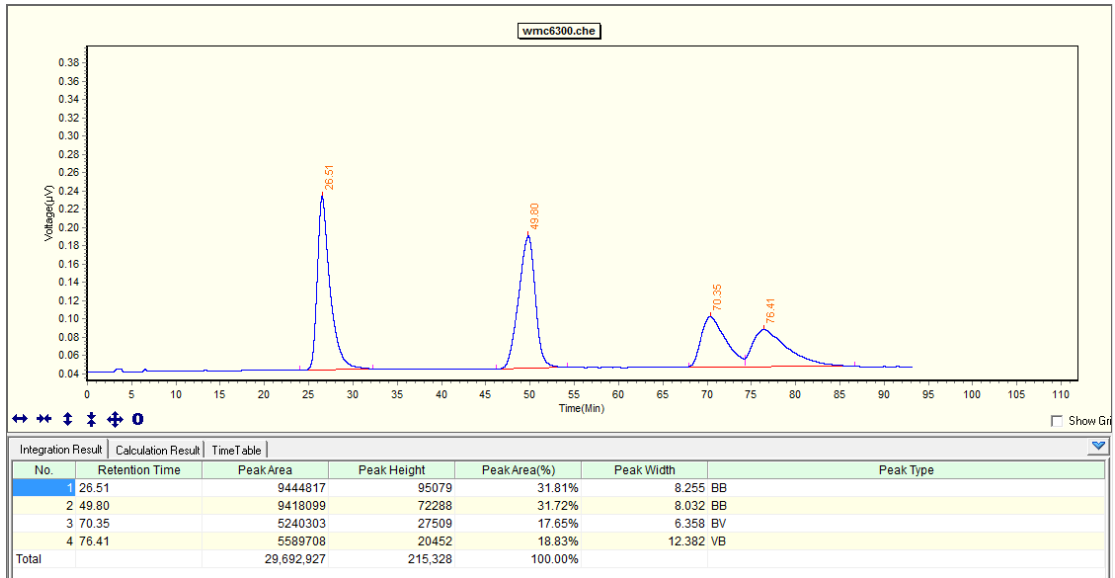 wmc6300.che
0.38
0.36
0.34
0.32
0.30
0.28
0.26
0.24
0.22
0.20
0.18
0.16
0.14
0.12
0.10
0.08
0.06
0.04
Voltage(µV)
26.51
49.80
70.35
76.41
0 5 10 15 20 25 30 35 40 45 50 55 60 65 70 75 80 85 90 95 100 105 110
Time(Min)
0
Show Gri
Integration Result Calculation Result TimeTable
No. Retention Time PeakArea Peak Height PeakArea(%) Peak Width Peak Type
1 26.51 9444817 95079 31.81% 8.255 BB
2 49.80 9418099 72288 31.72% 8.032 BB
3 70.35 5240303 27509 17.65% 6.358 BV
4 76.41 5589708 20452 18.83% 12.382 VB
Total 29,692,927 215,328 100.00%